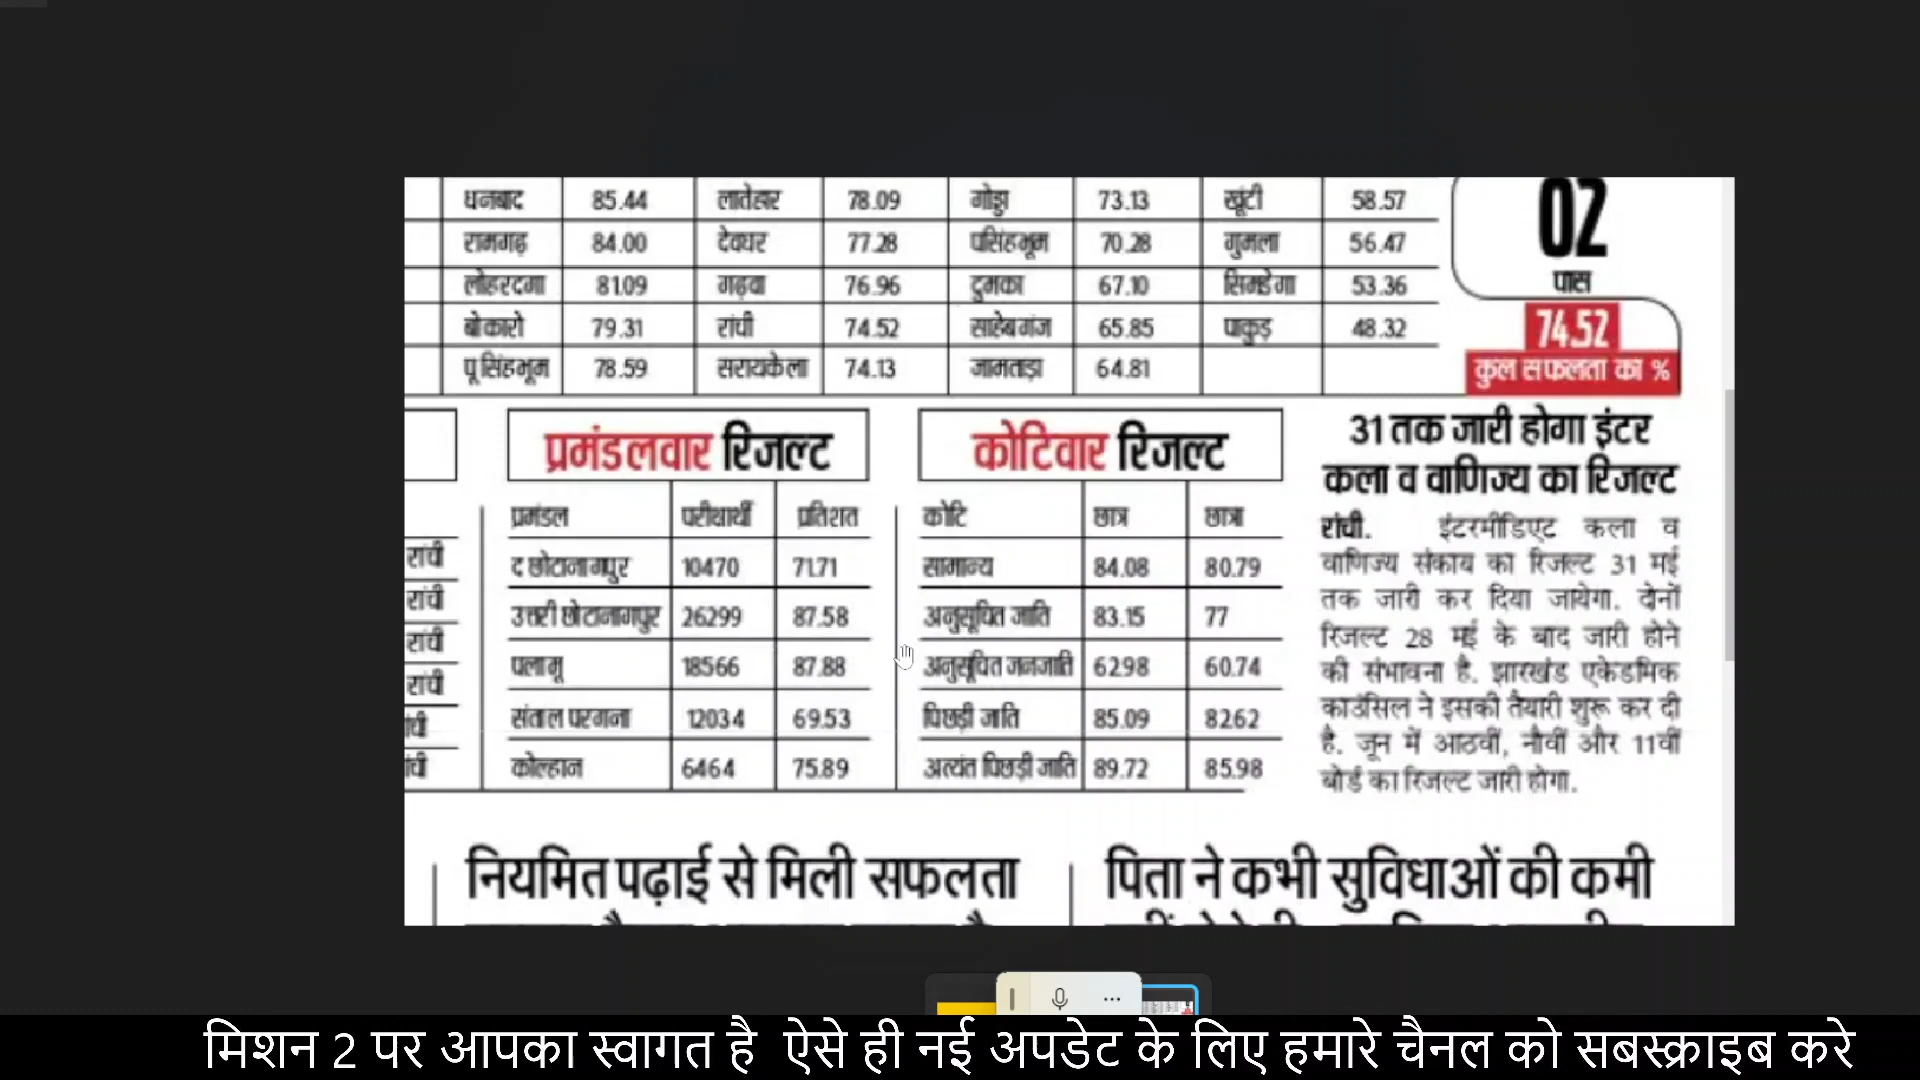 धनबाद 85.44 लातेहार 78.09 गोड्डा 73.13 खूंटी 58.57
रामगढ़ 84.00 देवघर 77.28 पसिंहभूम 70.28 गुमला 56.47
लोहरदगा 81.09 गढ़वा 76.96 दुमका 67.10 सिमडेगा 53.36
बोकारो 79.31 रांची 74.52 साहेबगंज 65.85 पाकुड़ 48.32
पू सिंहभूम 78.59 सरायकेला 74.13 जामताड़ा 64.81
02
पास
74.52
कुल सफलता का %
रांची
रांची
रांची
रांची
प्रमंडलवार रिजल्ट
प्रमंडल परीक्षार्थी प्रतिशत
द छोटानागपुर 10470 71.71
उत्तरी छोटानागपुर 26299 87.58
पलामू 18566 87.88
संताल परगना 12034 69.53
कोल्हान 6464 75.89
कोटिवार रिजल्ट
कोटि छात्र छात्रा
सामान्य 84.08 80.79
अनुसूचित जाति 83.15 77
अनुसूचित जनजाति 6298 60.74
पिछड़ी जाति 85.09 8262
अत्यंत पिछड़ी जाति 89.72 85.98
31 तक जारी होगा इंटर
कला व वाणिज्य का रिजल्ट
रांची. इंटरमीडिएट कला व
वाणिज्य संकाय का रिजल्ट 31 मई
तक जारी कर दिया जायेगा. दोनों
रिजल्ट 28 मई के बाद जारी होने
की संभावना है. झारखंड एकेडमिक
काउंसिल ने इसकी तैयारी शुरू कर दी
है. जून में आठवीं, नौवीं और 11वीं
बोर्ड का रिजल्ट जारी होगा.
नियमित पढ़ाई से मिली सफलता
पिता ने कभी सुविधाओं की कमी
मिशन 2 पर आपका स्वागत है ऐसे ही नई अपडेट के लिए हमारे चैनल को सबस्क्राइब करे